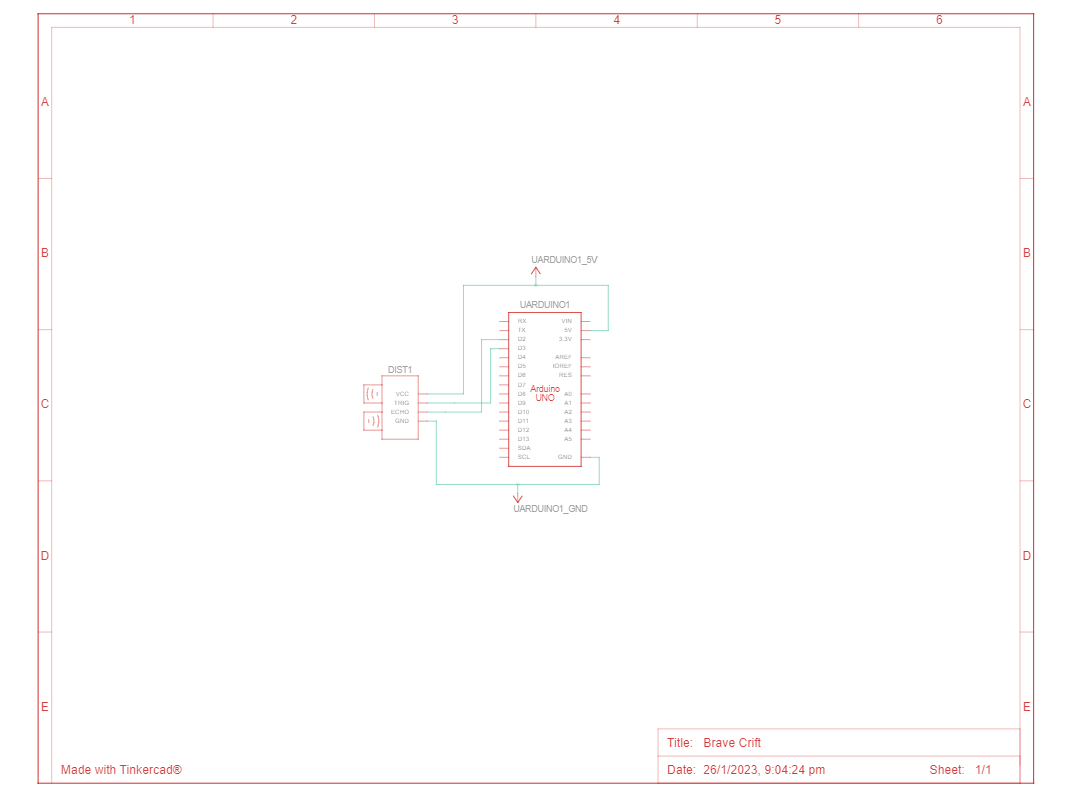 1 2 3 4 5 6
A A
B B
UARDUINO1_5V
UARDUINO1
RX VIN
TX 5V
D2 3.3V
D3
D4 AREF
D5 IOREF
D6 RES
D7
D8 A0
D9 A1
D10 A2
D11 A3
D12 A4
D13 A5
SDA
SCL GND
Arduino
UNO
DIST1
VCC
TRIG
ECHO
GND
C C
UARDUINO1_GND
D D
E E
Title: Brave Crift
Made with Tinkercad®
Date: 26/1/2023, 9:04:24 pm Sheet: 1/1